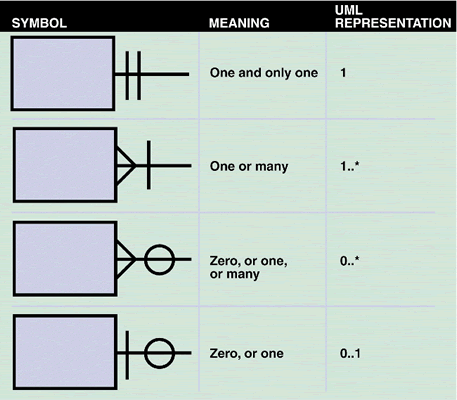 SYMBOL MEANING UML
REPRESENTATION
One and only one 1
One or many 1..*
Zero, or one, 0..*
or many
Zero, or one 0..1